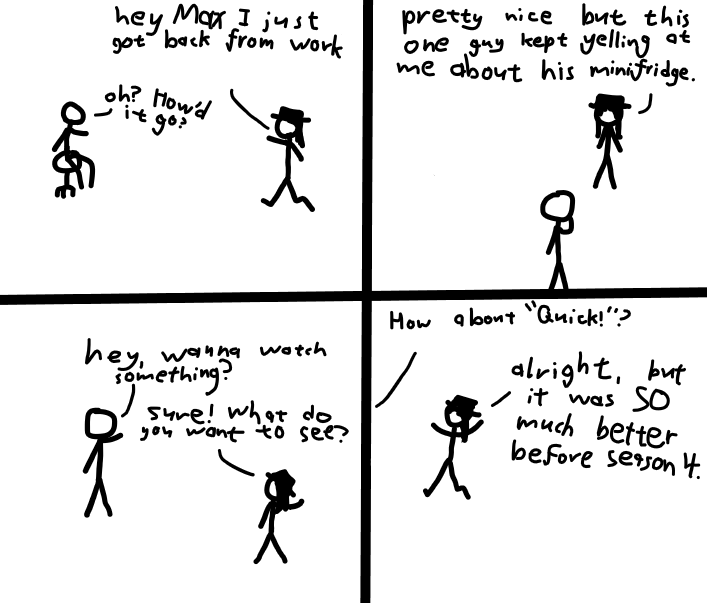 hey Max I just
got back from work
oh? How'd
it go?
pretty nice but this
one guy kept yelling at
me about his minifridge.
hey, wanna watch
something?
Sure! What do
you want to see?
How about "Quick!"?
alright, but
it was SO
much better
before season 4.